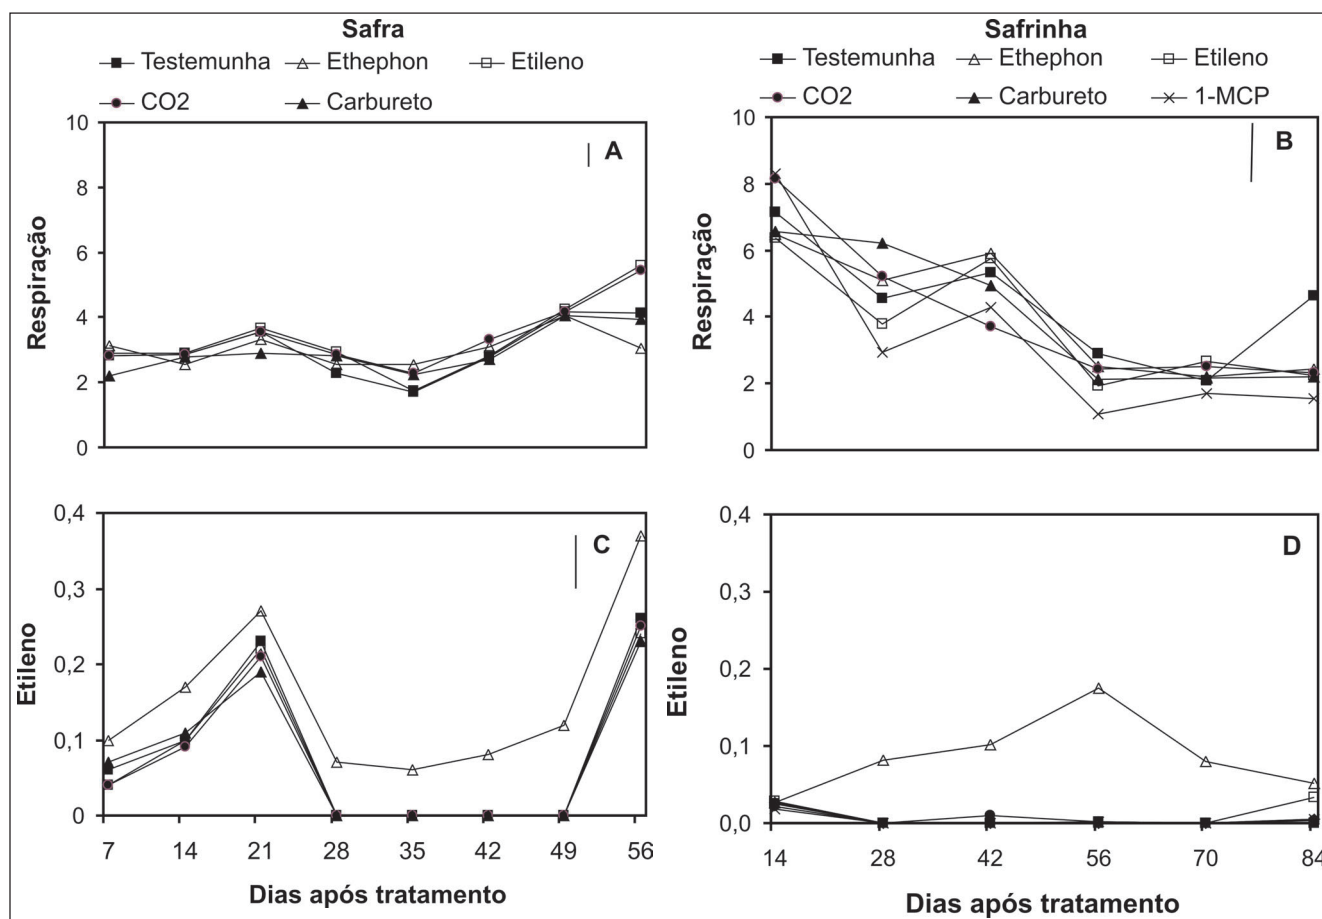 Safra
Testemunha Ethephon Etileno
CO2 Carbureto
Respiração
10
8
6
4
2
0
A
Safrinha
Testemunha Ethephon Etileno
CO2 Carbureto 1-MCP
Respiração
10
8
6
4
2
0
B
Etileno
0,4
0,3
0,2
0,1
0
C
7 14 21 28 35 42 49 56
Dias após tratamento
Etileno
0,4
0,3
0,2
0,1
0,0
D
14 28 42 56 70 84
Dias após tratamento